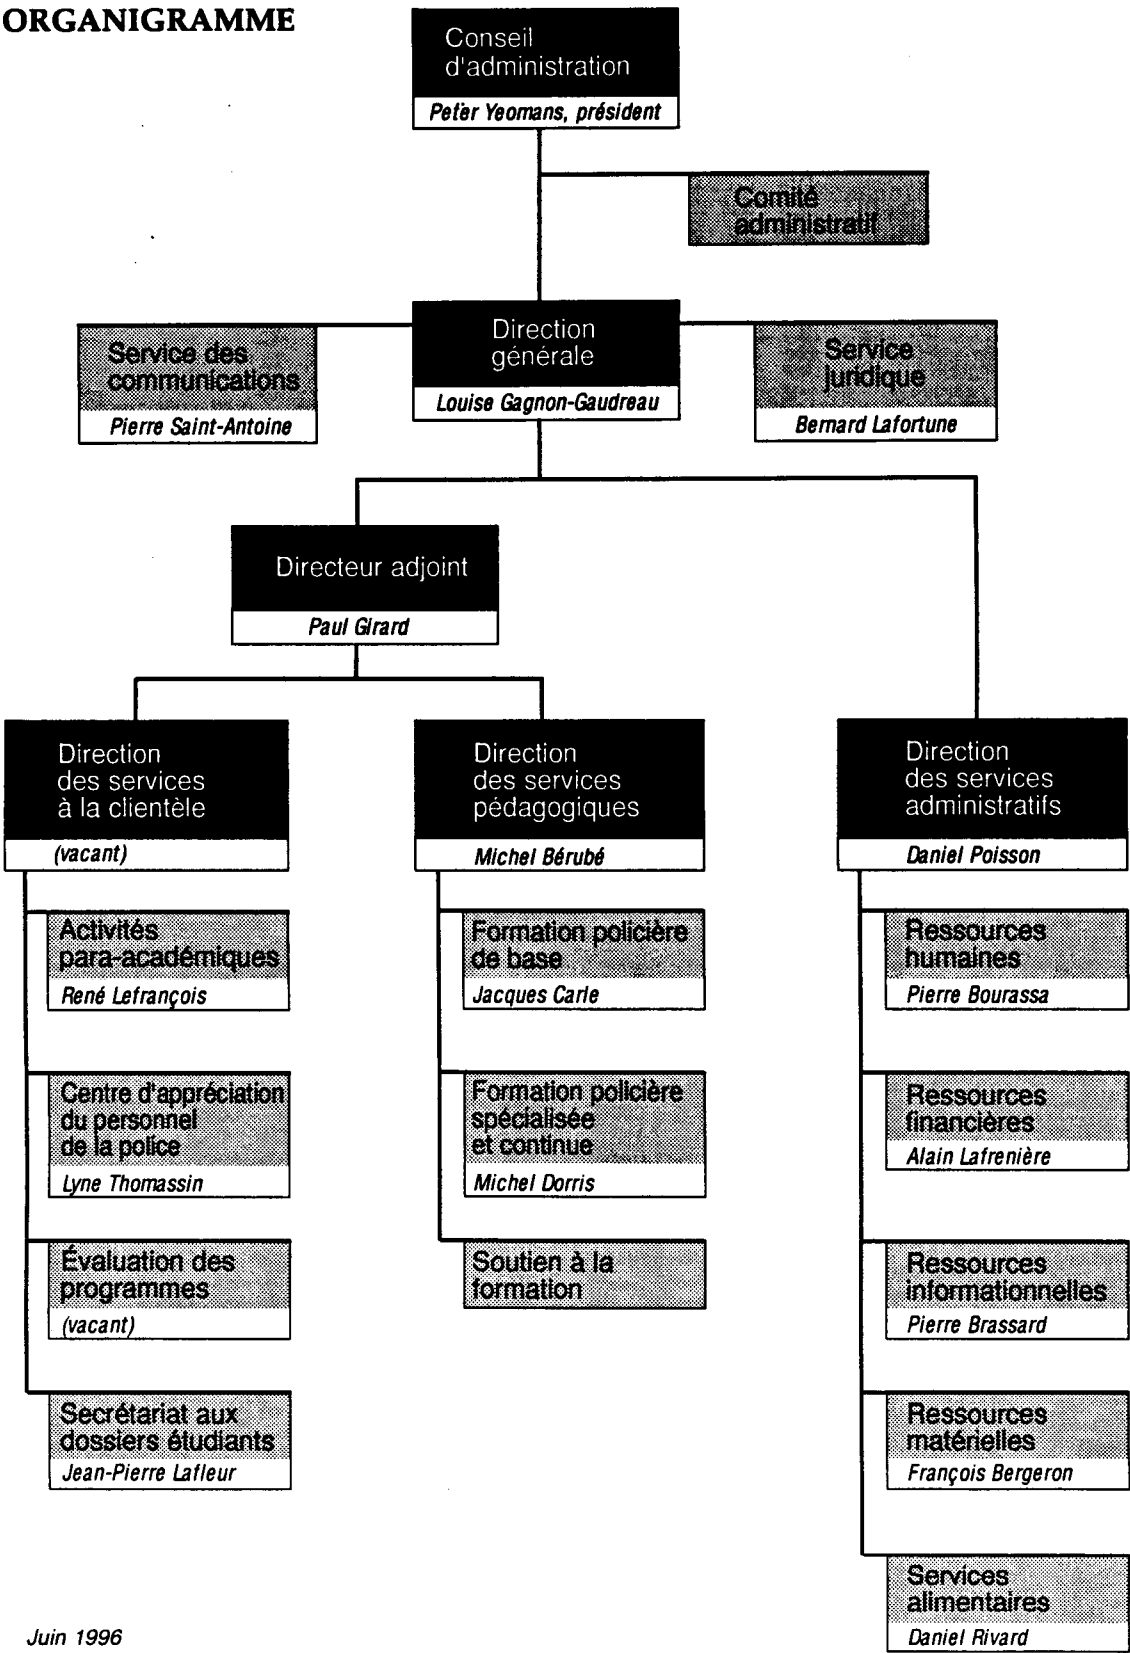 ORGANIGRAMME
Conseil
d'administration
Peter Yeomans, président
Comité
administratif
Direction
générale
Louise Gagnon-Gaudreau
Service des
communications
Pierre Saint-Antoine
Service
juridique
Bernard Lafortune
Directeur adjoint
Paul Girard
Direction
des services
à la clientèle
(vacant)
Direction
des services
pédagogiques
Michel Bérubé
Direction
des services
administratifs
Daniel Poisson
Activités
para-académiques
René Lefrançois
Centre d'appréciation
du personnel
de la police
Lyne Thomassin
Évaluation des
programmes
(vacant)
Secrétariat aux
dossiers étudiants
Jean-Pierre Lafleur
Formation policière
de base
Jacques Carle
Formation policière
spécialisée
et continue
Michel Dorris
Soutien à la
formation
Ressources
humaines
Pierre Bourassa
Ressources
financières
Alain Lafrenière
Ressources
informationnelles
Pierre Brassard
Ressources
matérielles
François Bergeron
Services
alimentaires
Daniel Rivard
Juin 1996